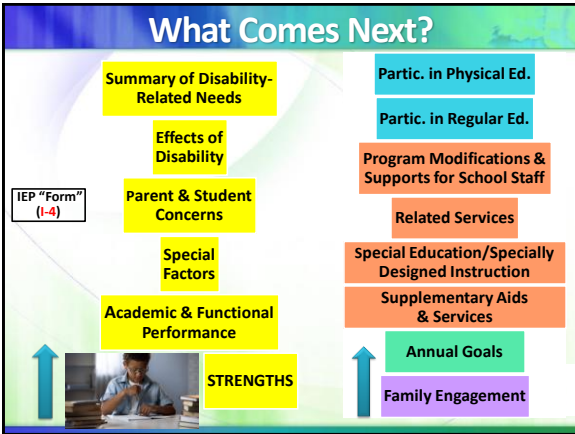 What Comes Next?
Summary of Disability-
Related Needs
Effects of
Disability
IEP "Form"
(I-4)
Parent & Student
Concerns
Special
Factors
Academic & Functional
Performance
STRENGTHS
Partic. in Physical Ed.
Partic. in Regular Ed.
Program Modifications &
Supports for School Staff
Related Services
Special Education/Specially
Designed Instruction
Supplementary Aids
& Services
Annual Goals
Family Engagement